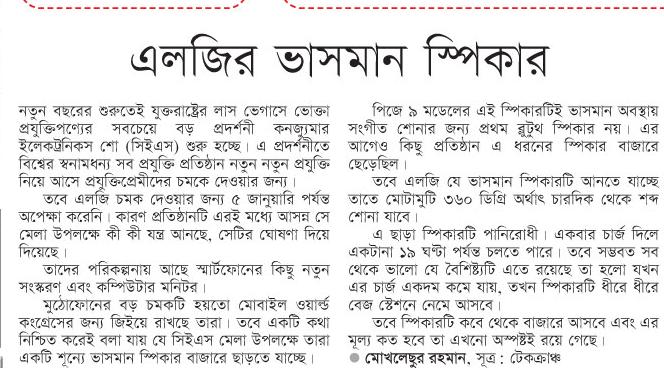 এলজির ভাসমান স্পিকার
নতুন বছরের শুরুতেই যুক্তরাষ্ট্রের লাস ভেগাসে ভোক্তা
প্রযুক্তিপণ্যের সবচেয়ে বড় প্রদর্শনী কনজ্যুমার
ইলেকট্রনিকস শো (সিইএস) শুরু হচ্ছে। এ প্রদর্শনীতে
বিশ্বের স্বনামধন্য সব প্রযুক্তি প্রতিষ্ঠান নতুন নতুন প্রযুক্তি
নিয়ে আসে প্রযুক্তিপ্রেমীদের চমকে দেওয়ার জন্য।
তবে এলজি চমক দেওয়ার জন্য ৫ জানুয়ারি পর্যন্ত
অপেক্ষা করেনি। কারণ প্রতিষ্ঠানটি এরই মধ্যে আসন্ন সে
মেলা উপলক্ষে কী কী যন্ত্র আনছে, সেটির ঘোষণা দিয়ে
দিয়েছে।
তাদের পরিকল্পনায় আছে স্মার্টফোনের কিছু নতুন
সংস্করণ এবং কম্পিউটার মনিটর।
মুঠোফোনের বড় চমকটি হয়তো মোবাইল ওয়ার্ল্ড
কংগ্রেসের জন্য জিইয়ে রাখছে তারা। তবে একটি কথা
নিশ্চিত করেই বলা যায় যে সিইএস মেলা উপলক্ষে তারা
একটি শূন্যে ভাসমান স্পিকার বাজারে ছাড়তে যাচ্ছে।
পিজে ৯ মডেলের এই স্পিকারটিই ভাসমান অবস্থায়
সংগীত শোনার জন্য প্রথম ব্লুটুথ স্পিকার নয়। এর
আগেও কিছু প্রতিষ্ঠান এ ধরনের স্পিকার বাজারে
ছেড়েছিল।
তবে এলজি যে ভাসমান স্পিকারটি আনতে যাচ্ছে
তাতে মোটামুটি ৩৬০ ডিগ্রি অর্থাৎ চারদিক থেকে শব্দ
শোনা যাবে।
এ ছাড়া স্পিকারটি পানিরোধী। একবার চার্জ দিলে
একটানা ১৯ ঘণ্টা পর্যন্ত চলতে পারে। তবে সম্ভবত সব
থেকে ভালো যে বৈশিষ্ট্যটি এতে রয়েছে তা হলো যখন
এর চার্জ একদম কমে যায়, তখন স্পিকারটি ধীরে ধীরে
বেজ স্টেশনে নেমে আসবে।
তবে স্পিকারটি কবে থেকে বাজারে আসবে এবং এর
মূল্য কত হবে তা এখনো অস্পষ্টই রয়ে গেছে।
● মোখলেছুর রহমান, সূত্র : টেকক্রাঞ্চ